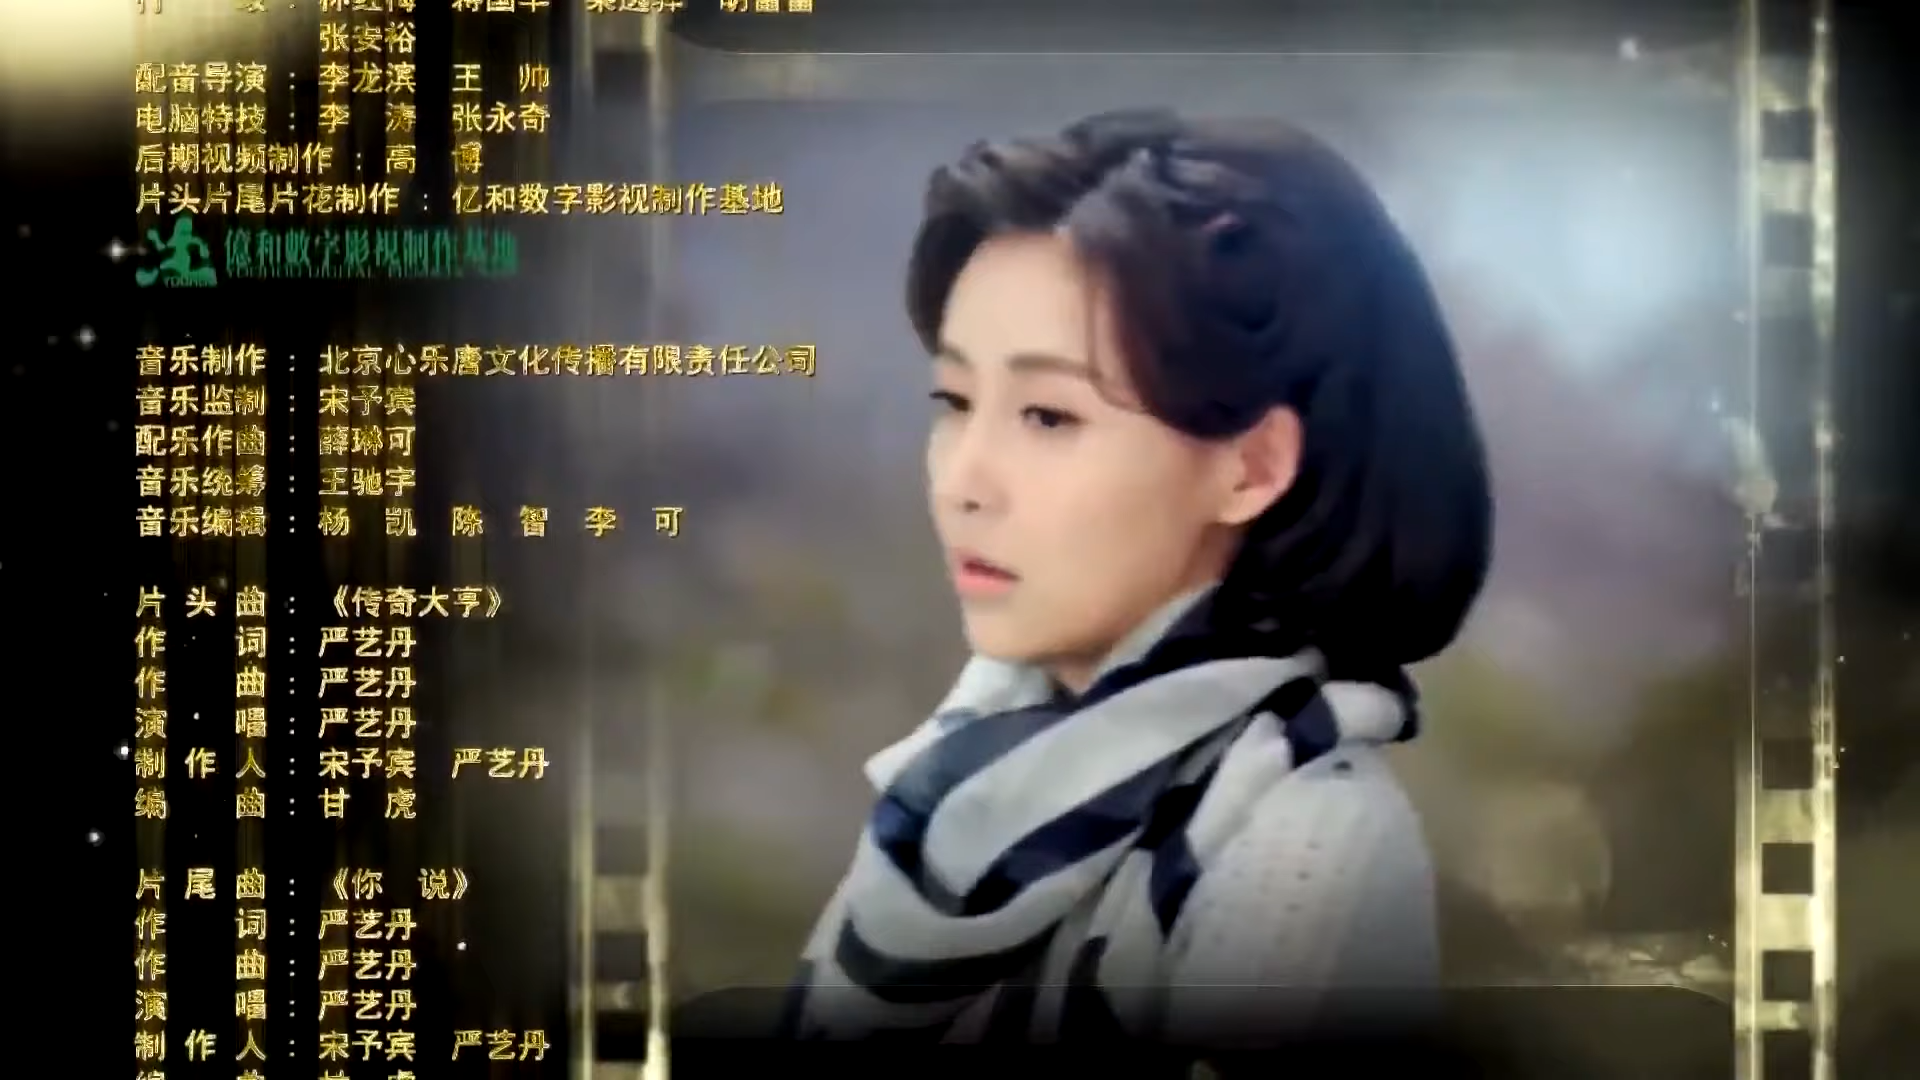 张安裕
配音导演：李龙滨 王 帅
电脑特技：李 涛 张永奇
后期视频制作：高 博
片头片尾片花制作：亿和数字影视制作基地
億和數字影視制作基地
音乐制作：北京心乐唐文化传播有限责任公司
音乐监制：宋予宾
配乐作曲：薛琳可
音乐统筹：王驰宇
音乐编辑：杨 凯 陈 智 李 可
片头曲：《传奇大亨》
作 词：严艺丹
作 曲：严艺丹
演 唱：严艺丹
制作人：宋予宾 严艺丹
编 曲：甘 虎
片尾曲：《你 说》
作 词：严艺丹
作 曲：严艺丹
演 唱：严艺丹
制作人：宋予宾 严艺丹